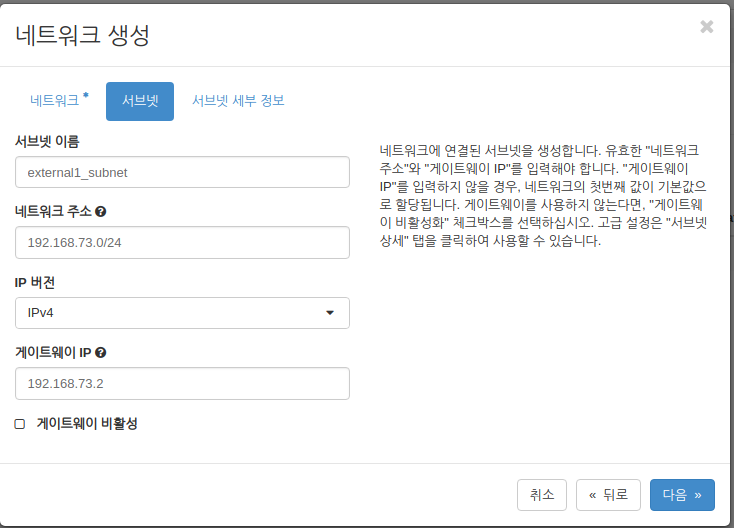 네트워크 생성
×
네트워크 *
서브넷
서브넷 세부 정보
서브넷 이름
external1_subnet
네트워크 주소
192.168.73.0/24
IP 버전
IPv4
게이트웨이 IP
192.168.73.2
게이트웨이 비활성
네트워크에 연결된 서브넷을 생성합니다. 유효한 "네트워크
주소"와 "게이트웨이 IP"를 입력해야 합니다. "게이트웨이
IP"를 입력하지 않을 경우, 네트워크의 첫번째 값이 기본값으
로 할당됩니다. 게이트웨이를 사용하지 않는다면, "게이트웨
이 비활성화" 체크박스를 선택하십시오. 고급 설정은 "서브넷
상세" 탭을 클릭하여 사용할 수 있습니다.
취소
« 뒤로
다음 »